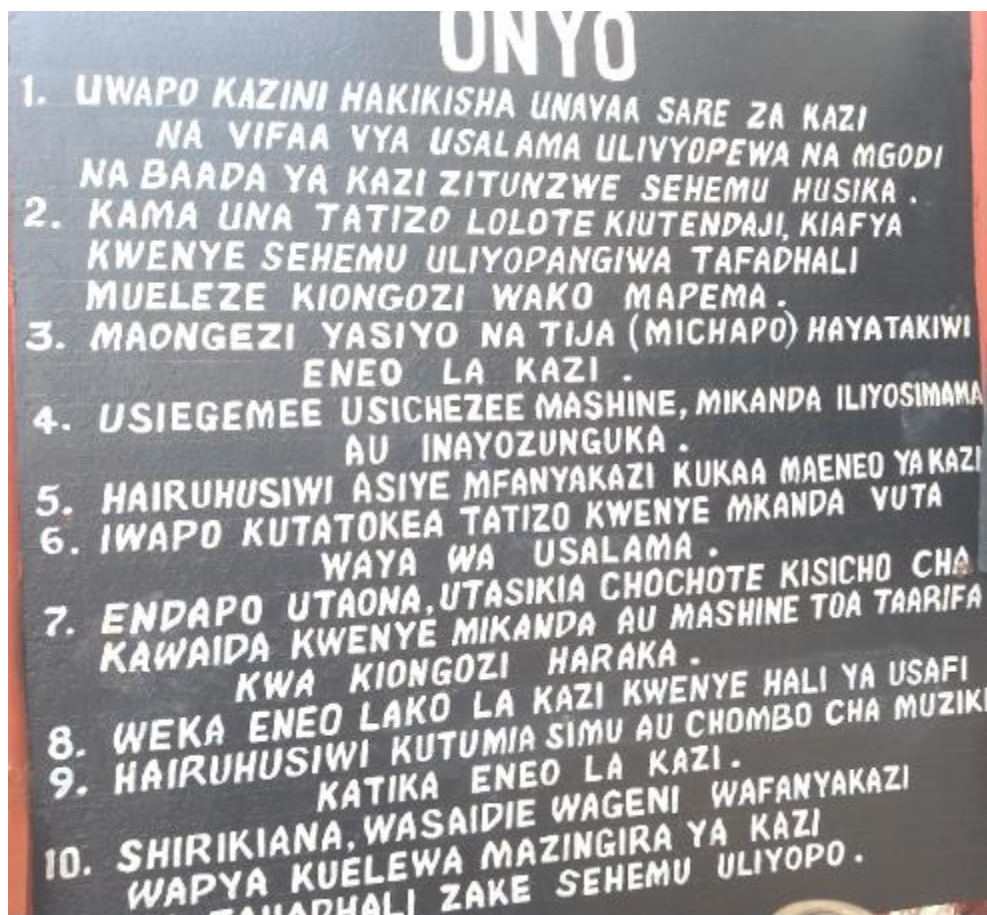 ONYO
1. UWAPO KAZINI HAKIKISHA UNAVAA SARE ZA KAZI
NA VIFAA VYA USALAMA ULIVYOPEWA NA MGODI
NA BAADA YA KAZI ZITUNZWE SEHEMU HUSIKA.
2. KAMA UNA TATIZO LOLOTE KIUTENDAJI, KIAFYA
KWENYE SEHEMU ULIYOPANGIWA TAFADHALI
MUELEZE KIONGOZI WAKO MAPEMA.
3. MAONGEZI YASIYO NA TIJA (MICHAPO) HAYATAKIWI
ENEO LA KAZI.
4. USIEGEMEE USICHEZEE MASHINE, MIKANDA ILIYOSIMAMA
AU INAYOZUNGUKA.
5. HAIRUHUSIWI ASIYE MFANYAKAZI KUKAA MAENEO YA KAZI
6. IWAPO KUTATOKEA TATIZO KWENYE MKANDA VUTA
WAYA WA USALAMA.
7. ENDAPO UTAONA, UTASIKIA CHOCHOTE KISICHO CHA
KAWAIDA KWENYE MIKANDA AU MASHINE TOA TAARIFA
KWA KIONGOZI HARAKA.
8. WEKA ENEO LAKO LA KAZI KWENYE HALI YA USAFI
9. HAIRUHUSIWI KUTUMIA SIMU AU CHOMBO CHA MUZIKI
KATIKA ENEO LA KAZI.
10. SHIRIKIANA, WASAIDIE WAGENI WAFANYAKAZI
WAPYA KUELEWA MAZINGIRA YA KAZI
TAHADHALI ZAKE SEHEMU ULIYOPO.